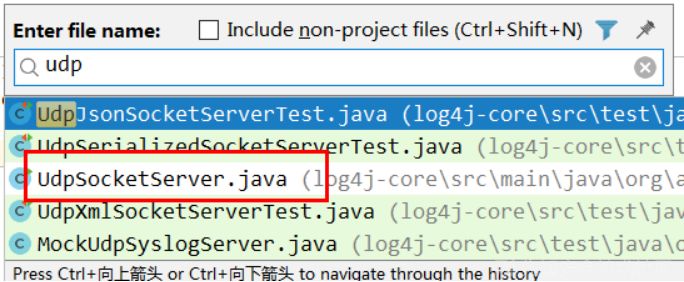 Enter file name:
Include non-project files (Ctrl+Shift+N)
udp
UdpJsonSocketServerTest.java (log4j-core\src\test\ja
UdpSerializedSocketServerTest.java (log4j-core\src\t
UdpSocketServer.java (log4j-core\src\main\java\org\a
UdpXmlSocketServerTest.java (log4j-core\src\test\jav
MockUdpSyslogServer.java (log4j-core\src\test\java\o
Press Ctrl+向上箭头 or Ctrl+向下箭头 to navigate through the history